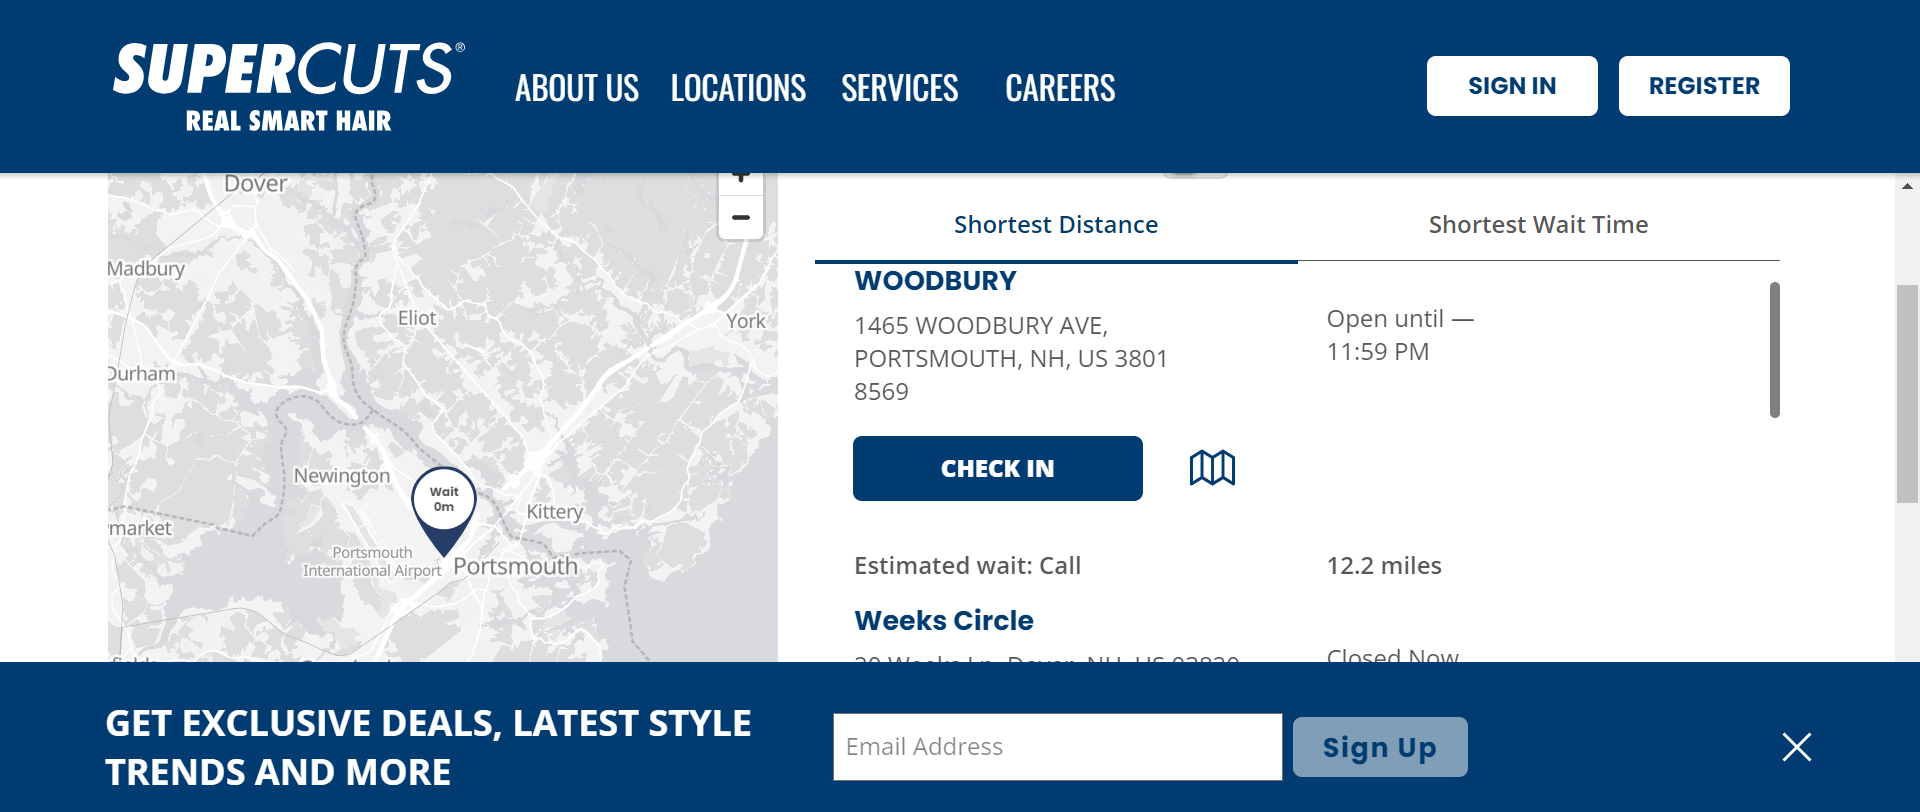 SUPERCUTS®
REAL SMART HAIR
ABOUT US
LOCATIONS
SERVICES
CAREERS
SIGN IN
REGISTER
Dover
Madbury
Eliot
York
Durham
Newington
Wait
0m
Kittery
market
Portsmouth
International Airport
Portsmouth
Shortest Distance
Shortest Wait Time
WOODBURY
1465 WOODBURY AVE,
PORTSMOUTH, NH, US 3801
8569
Open until —
11:59 PM
CHECK IN
Estimated wait: Call
12.2 miles
Weeks Circle
Closed Now
GET EXCLUSIVE DEALS, LATEST STYLE
TRENDS AND MORE
Email Address
Sign Up